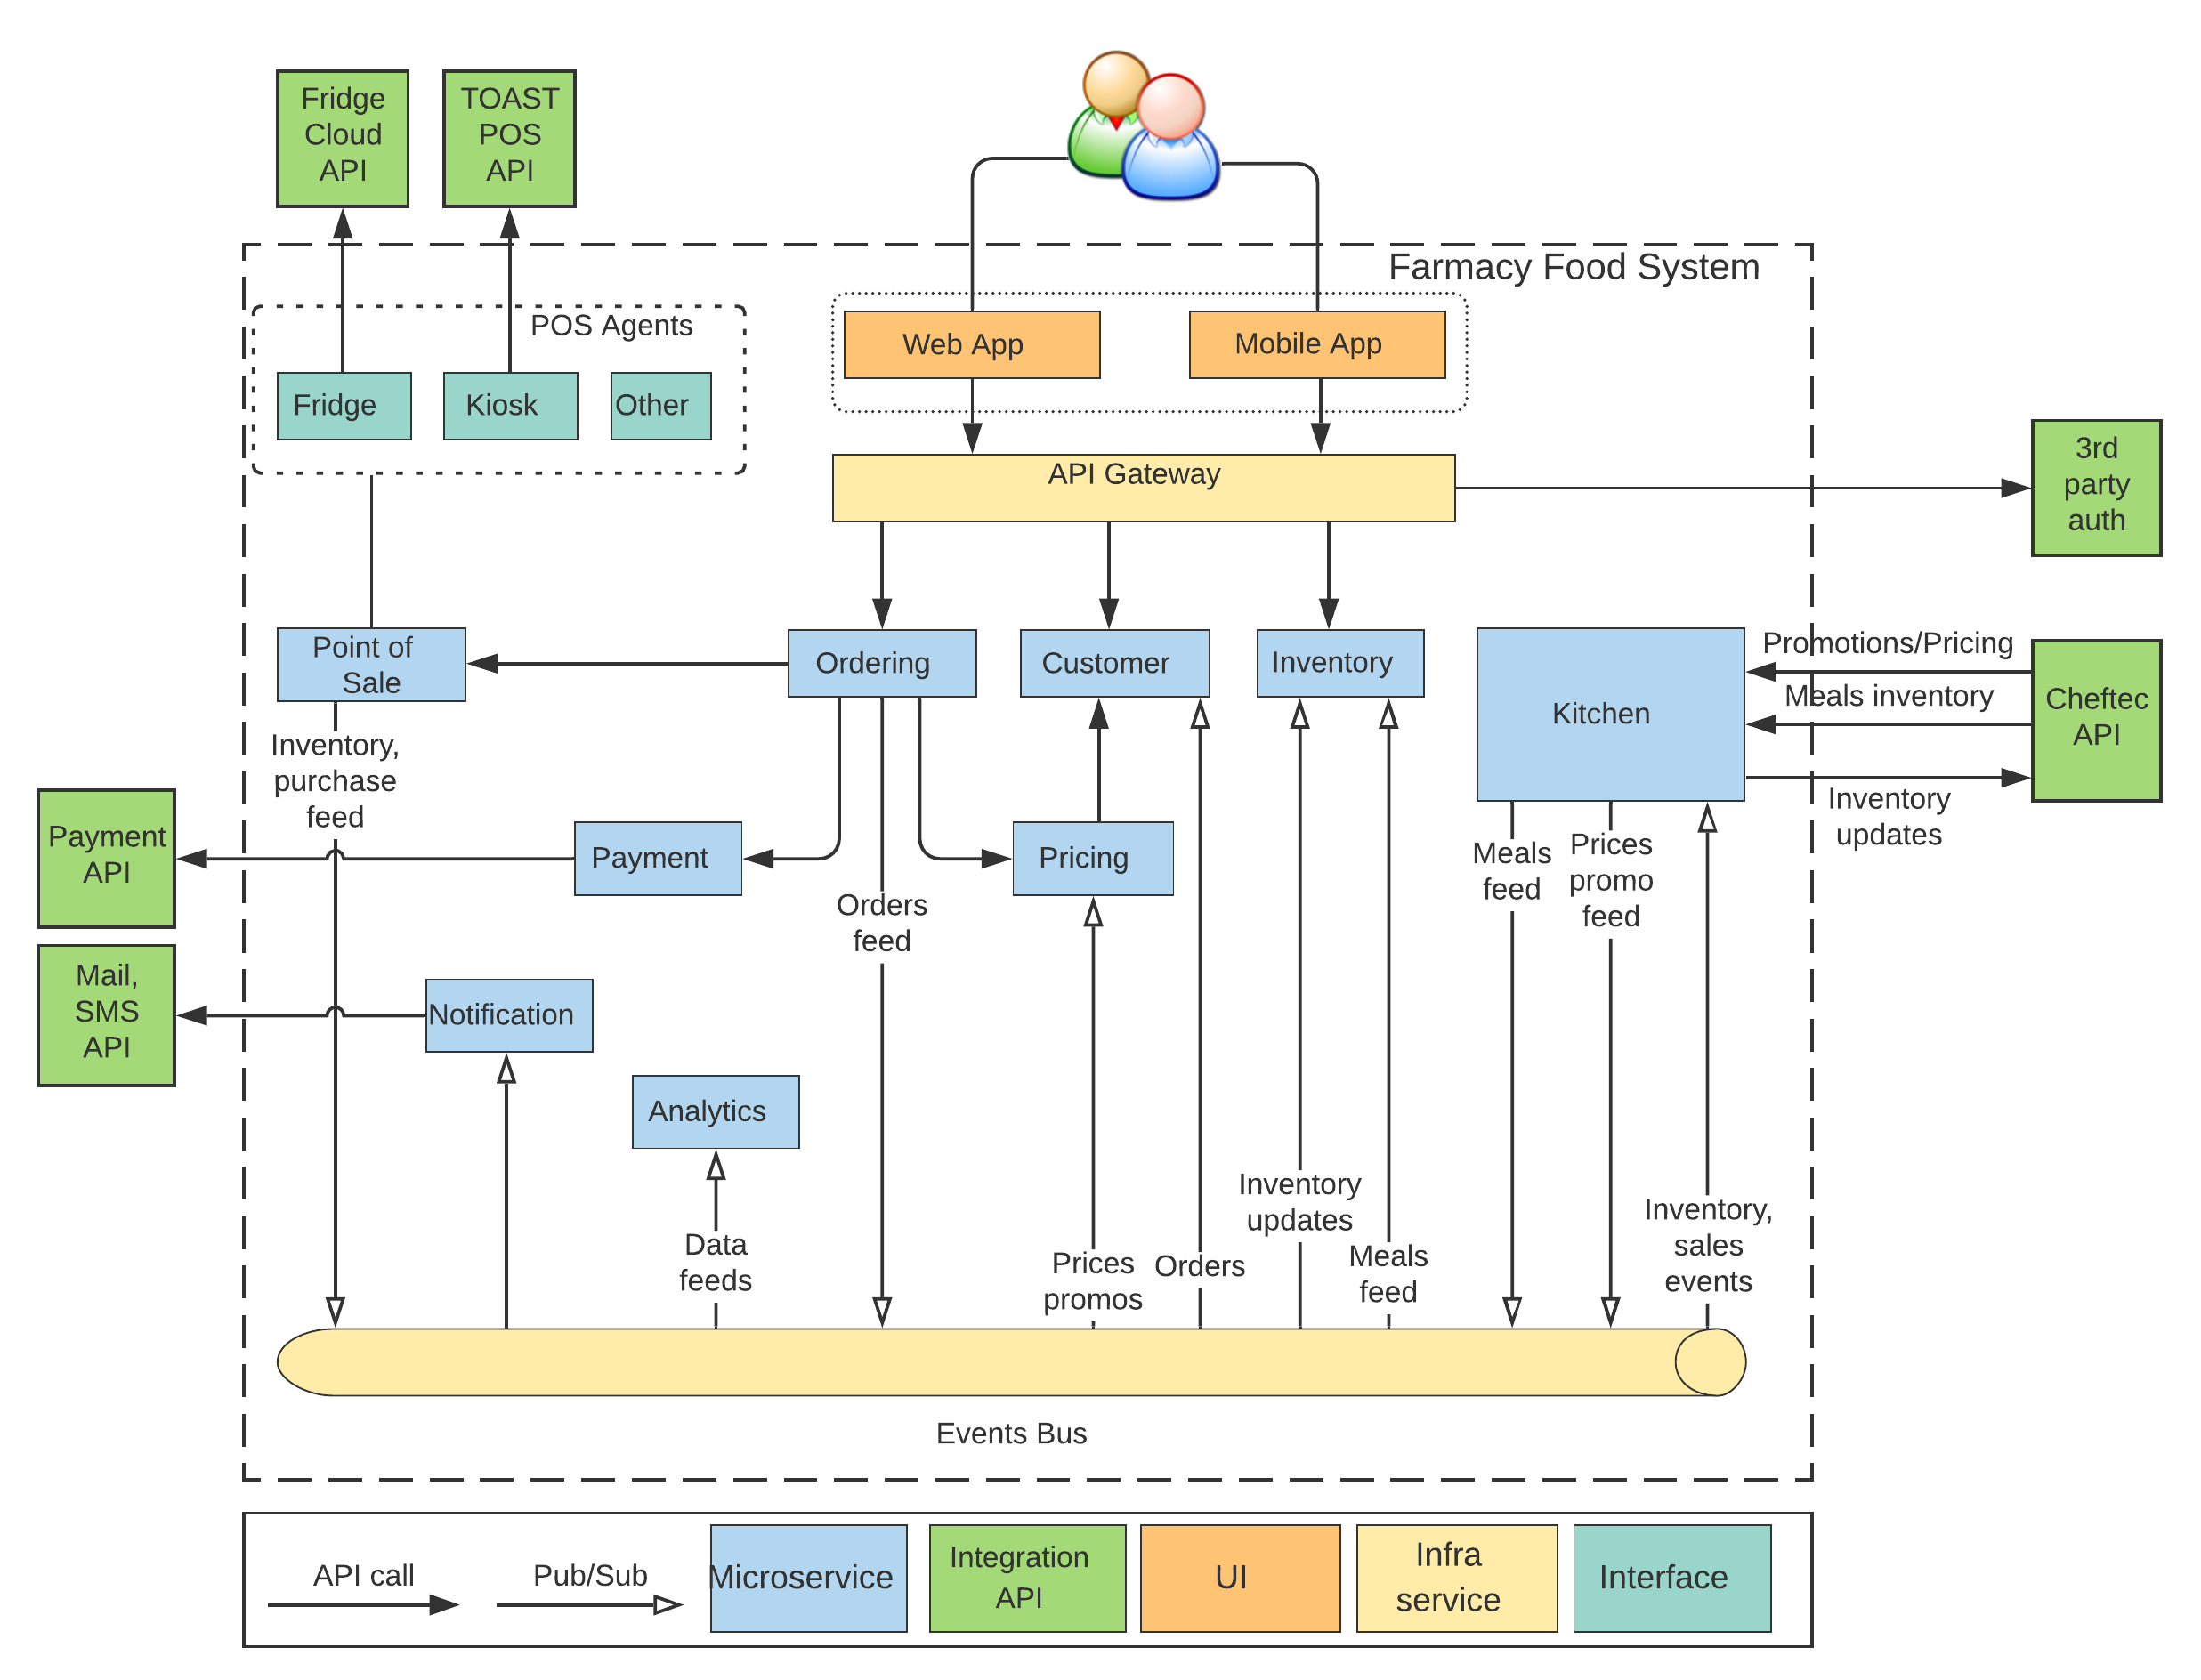 Fridge
Cloud
API
TOAST
POS
API
Farmacy Food System
POS Agents
Web App
Mobile App
Fridge
Kiosk
Other
API Gateway
3rd
party
auth
Point of
Sale
Ordering
Customer
Inventory
Kitchen
Promotions/Pricing
Meals inventory
Cheftec
API
Inventory
updates
Inventory,
purchase
feed
Payment
API
Payment
Pricing
Meals
feed
Prices
promo
feed
Orders
feed
Mail,
SMS
API
Notification
Analytics
Data
feeds
Prices
promos
Orders
Inventory
updates
Meals
feed
Inventory,
sales
events
Events Bus
API call
Pub/Sub
Microservice
Integration
API
UI
Infra
service
Interface